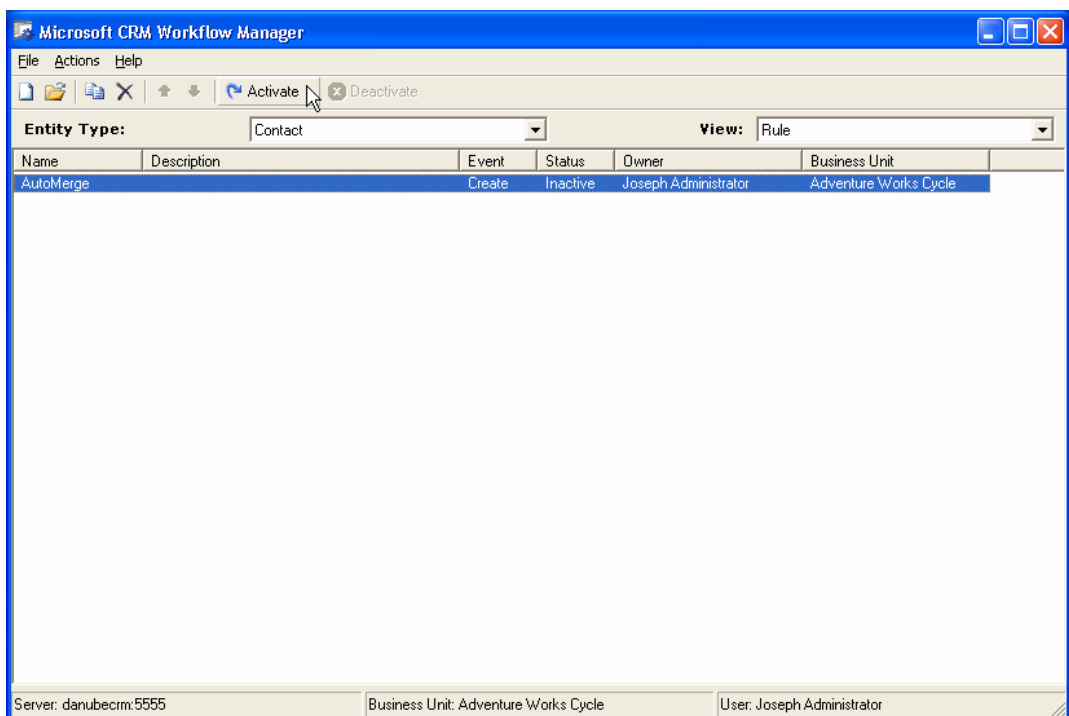 Microsoft CRM Workflow Manager
File Actions Help
Activate Deactivate
Entity Type: Contact View: Rule
Name Description Event Status Owner Business Unit
AutoMerge Create Inactive Joseph Administrator Adventure Works Cycle
Server: danubecrm:5555 Business Unit: Adventure Works Cycle User: Joseph Administrator